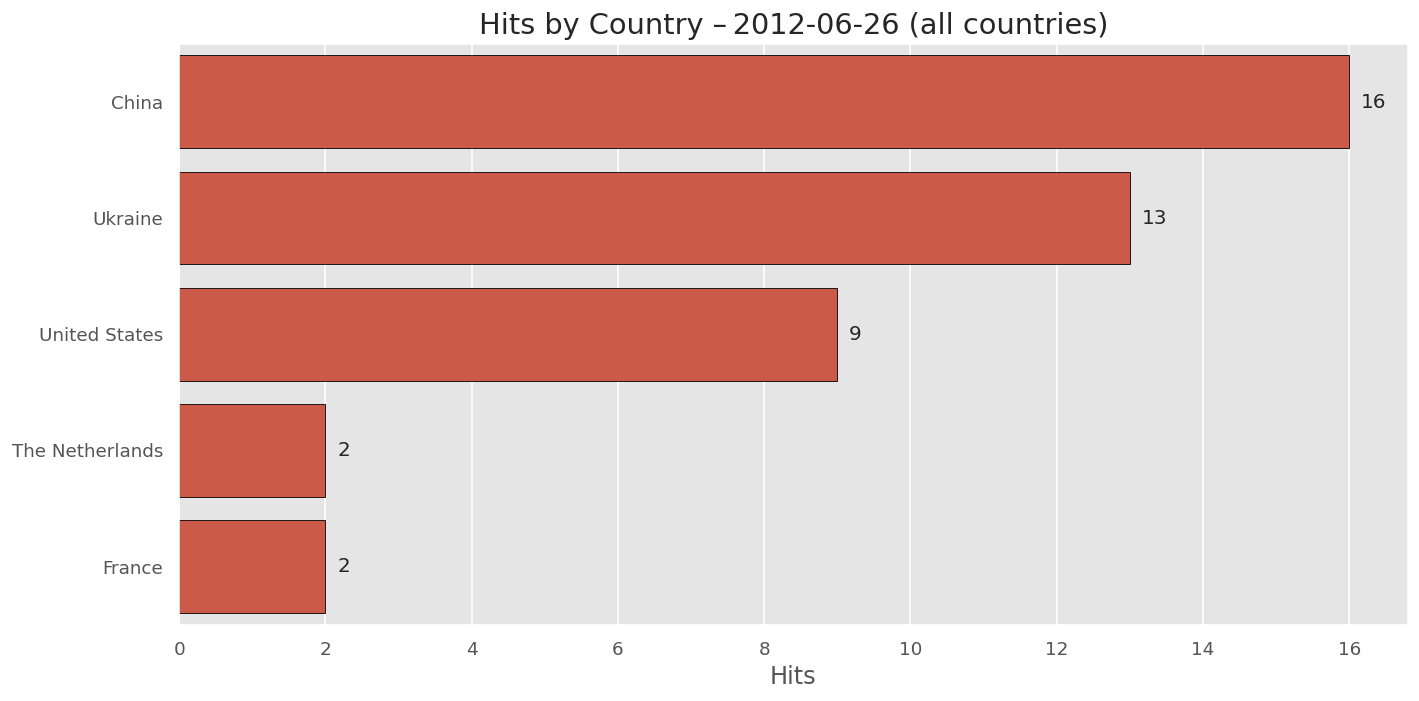 Hits by Country – 2012-06-26 (all countries)
China
16
Ukraine
13
United States
9
The Netherlands
2
France
2
0 2 4 6 8 10 12 14 16
Hits